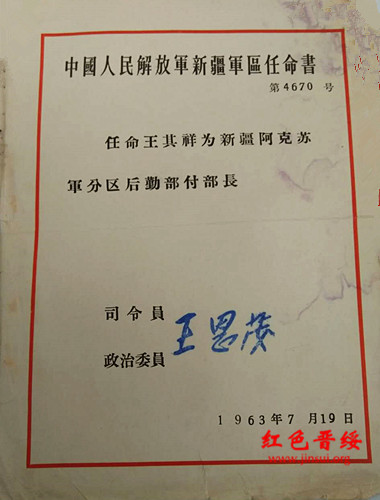 中國人民解放軍新疆軍區任命書
第4670号
任命王其祥为新疆阿克苏
軍分区后勤部付部長
司令員
政治委員
王恩茂
1963年7月19日
红色晋绥
www.jinsui.org